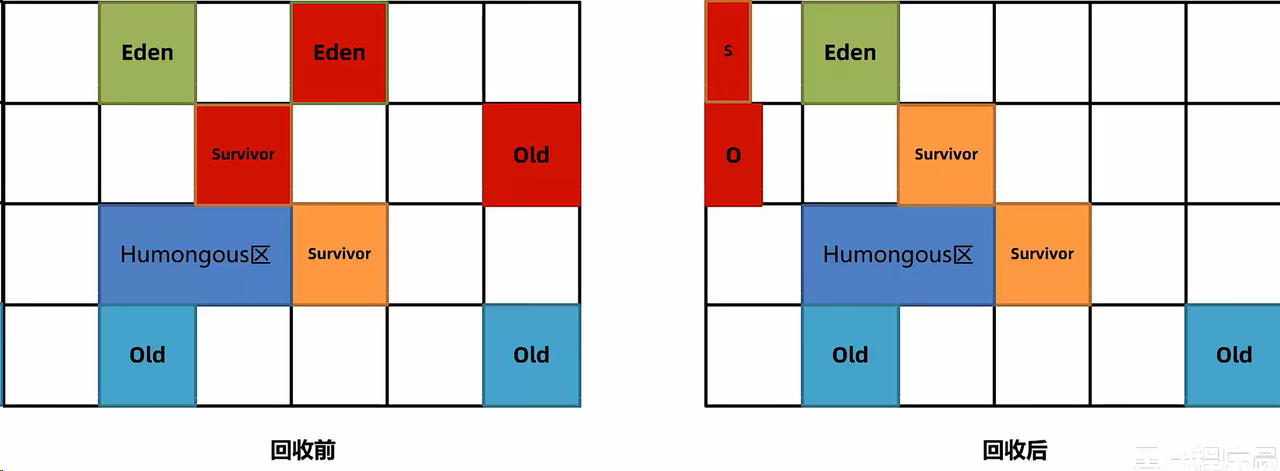 Eden Eden S Eden
Survivor Old O Survivor
Humongous区 Survivor Humongous区 Survivor
Old Old Old Old
回收前 回收后